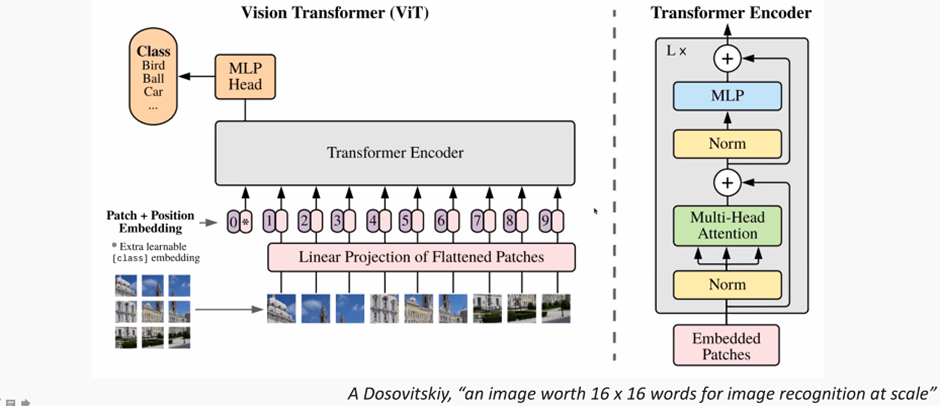 Vision Transformer (ViT)
Class
Bird
Ball
Car
...
MLP
Head
Transformer Encoder
Patch + Position
Embedding
* Extra learnable
[class] embedding
0 * 1 2 3 4 5 6 7 8 9
Linear Projection of Flattened Patches
Transformer Encoder
L x
+
MLP
Norm
+
Multi-Head
Attention
Norm
Embedded
Patches
A Dosovitskiy, “an image worth 16 x 16 words for image recognition at scale”